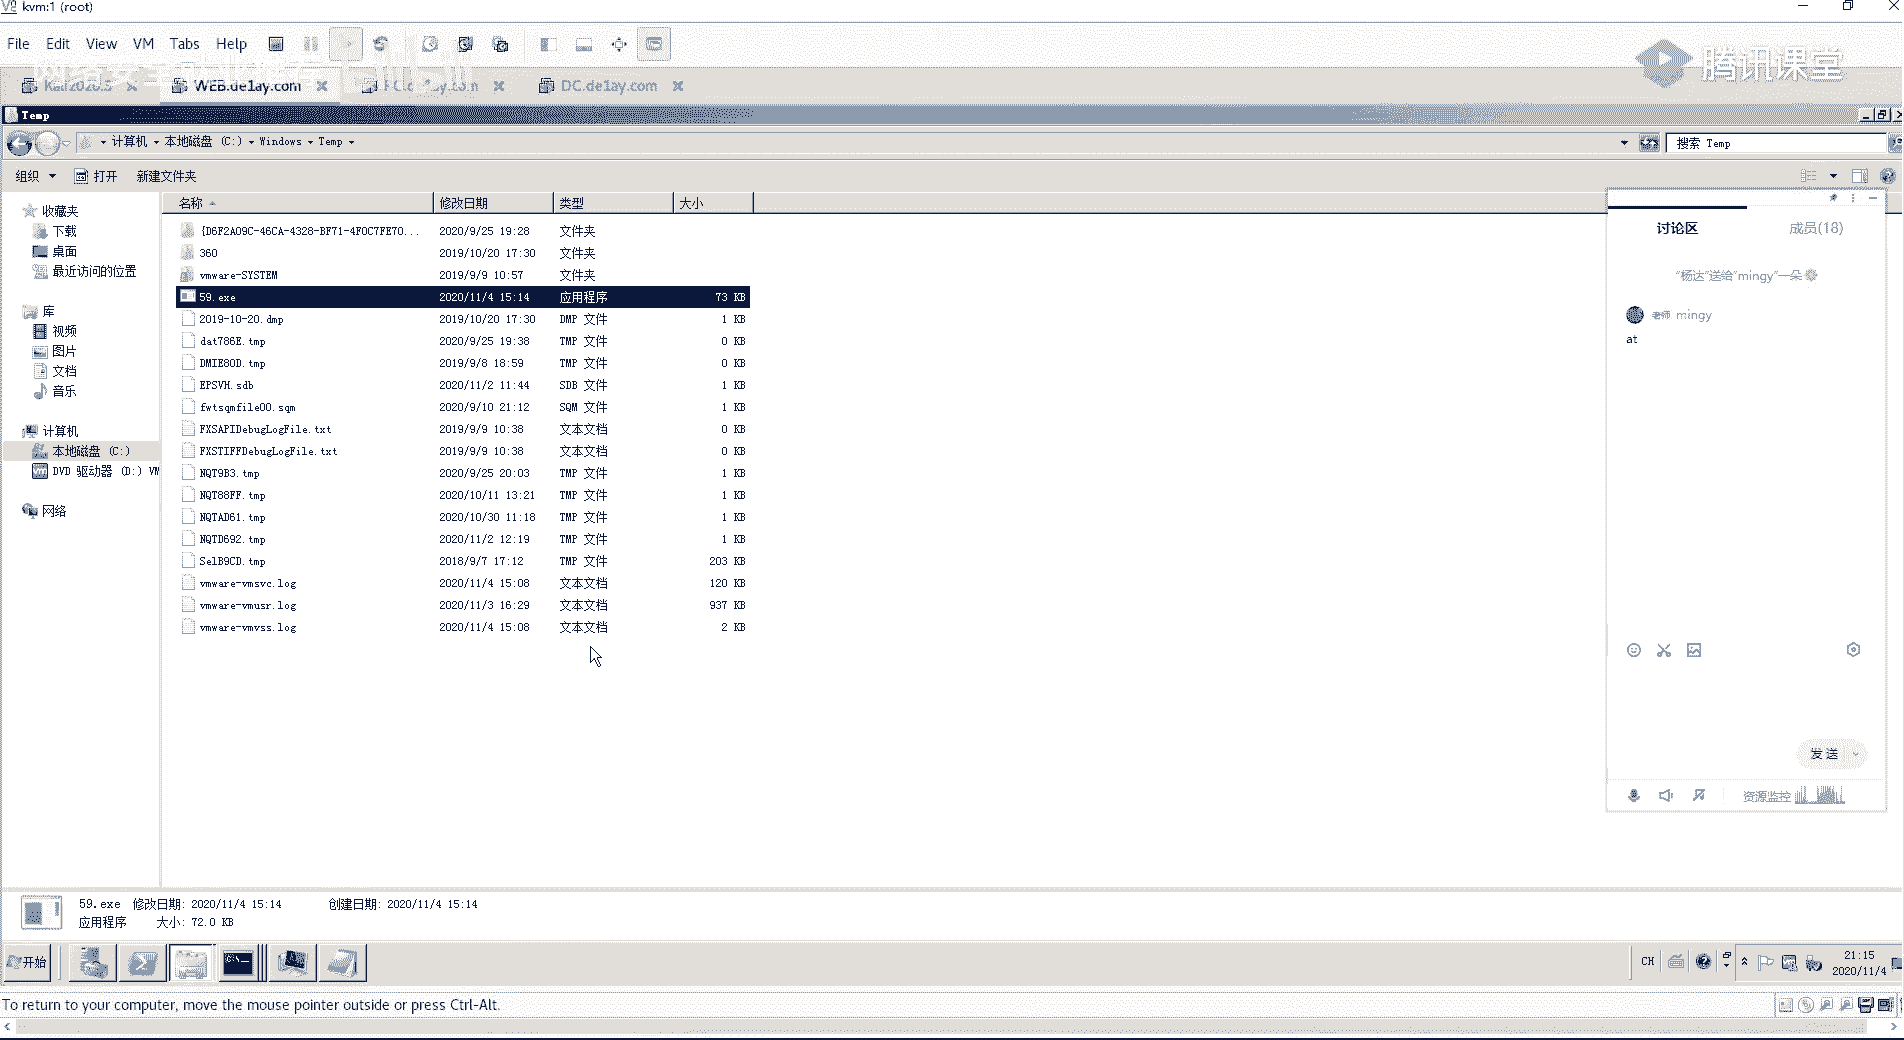 kvm:1 (root)
File Edit View VM Tabs Help
腾讯课堂
WEB.de1ay.com
DC.de1ay.com
Temp
计算机 本地磁盘 (C:) Windows Temp
搜索 Temp
组织 打开 新建文件夹
名称 修改日期 类型 大小
收藏夹
下载
桌面
最近访问的位置
库
视频
图片
文档
音乐
计算机
本地磁盘 (C:)
DVD 驱动器 (D:) VM
网络
{D6F2A09C-46CA-4328-BF71-4F0C7FE70... 2020/9/25 19:28 文件夹
360 2019/10/20 17:30 文件夹
vmware-SYSTEM 2019/9/9 10:57 文件夹
59.exe 2020/11/4 15:14 应用程序 73 KB
2019-10-20.dmp 2019/10/20 17:30 DMP 文件 1 KB
dat786E.tmp 2020/9/25 19:38 TMP 文件 0 KB
DMIE80D.tmp 2019/9/8 18:59 TMP 文件 0 KB
EPSVH.sdb 2020/11/2 11:44 SDB 文件 1 KB
fwtsqmfile00.sqm 2020/9/10 21:12 SQM 文件 1 KB
FXSAPIDebugLogFile.txt 2019/9/9 10:38 文本文档 0 KB
FXSTIFFDebugLogFile.txt 2019/9/9 10:38 文本文档 0 KB
NQT9B3.tmp 2020/9/25 20:03 TMP 文件 1 KB
NQT88FF.tmp 2020/10/11 13:21 TMP 文件 1 KB
NQTAD61.tmp 2020/10/30 11:18 TMP 文件 1 KB
NQTD692.tmp 2020/11/2 12:19 TMP 文件 1 KB
SelB9CD.tmp 2018/9/7 17:12 TMP 文件 203 KB
vmware-vmsvc.log 2020/11/4 15:08 文本文档 120 KB
vmware-vmusr.log 2020/11/3 16:29 文本文档 937 KB
vmware-vmvss.log 2020/11/4 15:08 文本文档 2 KB
讨论区 成员(18)
"杨达"送给"mingy"一朵
老师 mingy
at
发送
资源监控
59.exe 修改日期: 2020/11/4 15:14 创建日期: 2020/11/4 15:14
应用程序 大小: 72.0 KB
开始
CH
21:15
2020/11/4
To return to your computer, move the mouse pointer outside or press Ctrl-Alt.